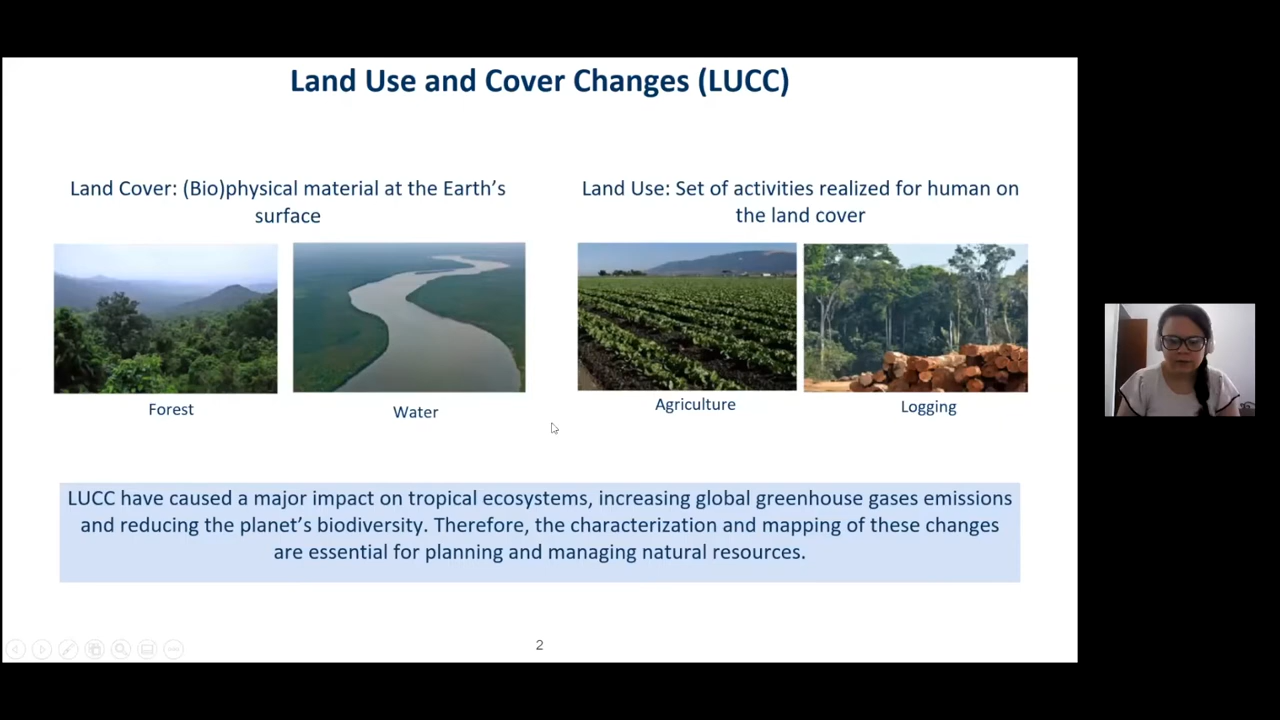 Land Use and Cover Changes (LUCC)
Land Cover: (Bio)physical material at the Earth’s
surface
Land Use: Set of activities realized for human on
the land cover
Forest
Water
Agriculture
Logging
LUCC have caused a major impact on tropical ecosystems, increasing global greenhouse gases emissions
and reducing the planet’s biodiversity. Therefore, the characterization and mapping of these changes
are essential for planning and managing natural resources.
2